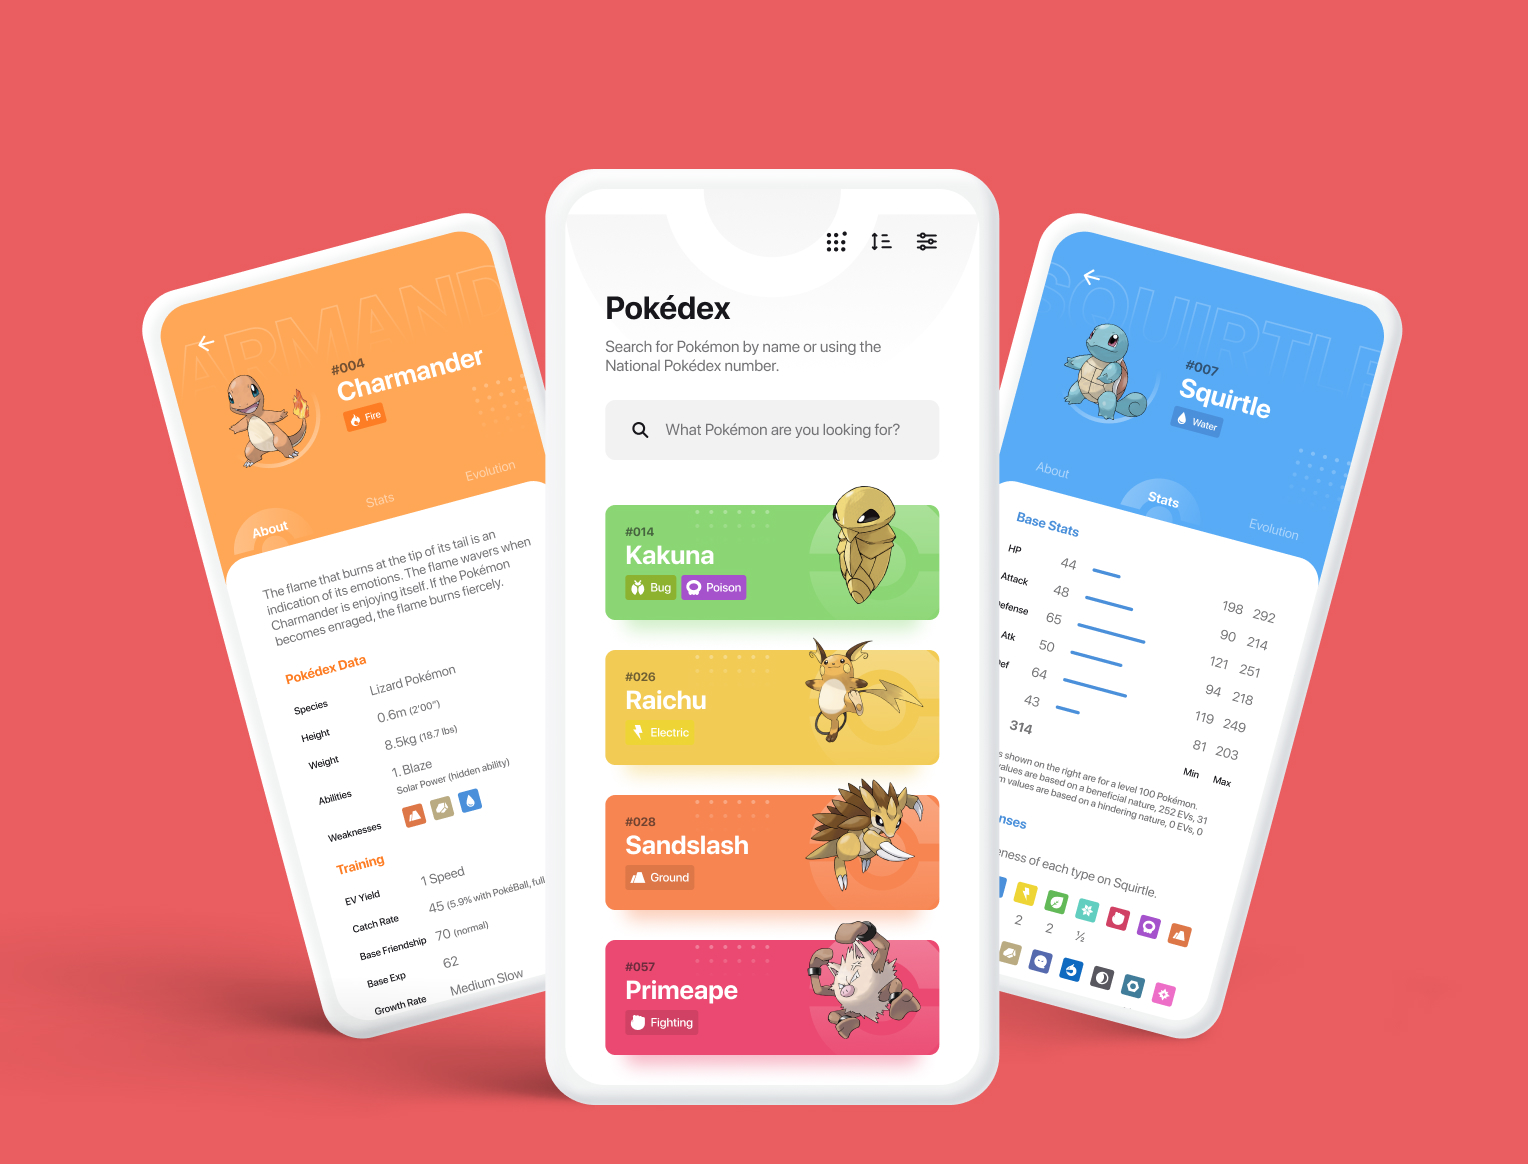 ARMAND
#004
Charmander
Fire
About
Stats
Evolution
The flame that burns at the tip of its tail is an
indication of its emotions. The flame wavers when
Charmander is enjoying itself. If the Pokémon
becomes enraged, the flame burns fiercely.
Pokédex Data
Species Lizard Pokémon
Height 0.6m (2'00")
Weight 8.5kg (18.7 lbs)
Abilities 1. Blaze
Solar Power (hidden ability)
Weaknesses
Training
EV Yield 1 Speed
Catch Rate 45 (5.9% with PokéBall, full
Base Friendship 70 (normal)
Base Exp 62
Growth Rate Medium Slow
Pokédex
Search for Pokémon by name or using the
National Pokédex number.
What Pokémon are you looking for?
#014
Kakuna
Bug Poison
#026
Raichu
Electric
#028
Sandslash
Ground
#057
Primeape
Fighting
SQUIRTLE
#007
Squirtle
Water
About
Stats
Evolution
Base Stats
HP 44 198 292
Attack 48 90 214
efense 65 121 251
Atk 50 94 218
ef 64 119 249
43 81 203
314 Min Max
s shown on the right are for a level 100 Pokémon.
values are based on a beneficial nature, 252 EVs, 31
m values are based on a hindering nature, 0 EVs, 0
nses
eness of each type on Squirtle.
2 2 ½